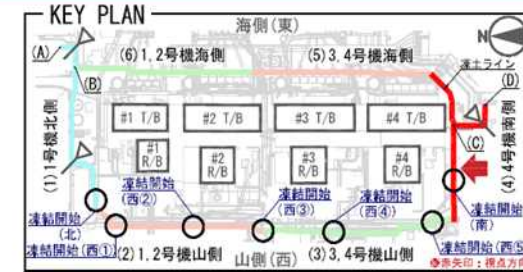 KEY PLAN
海側(東)
N
(A)
(6)1,2号機海側
(5)3,4号機海側
凍土ライン
(B)
(D)
(1)1号機北側
#1 T/B
#2 T/B
#3 T/B
#4 T/B
(C)
(4)4号機南側
#1
R/B
#2
R/B
#3
R/B
#4
R/B
凍結開始
(西②)
凍結開始
(西③)
凍結開始
(西④)
凍結開始
(南)
凍結開始
(北)
凍結開始(西①)
(2)1,2号機山側
山側(西)
(3)3,4号機山側
凍結開始(西⑤)
赤矢印:視点方向